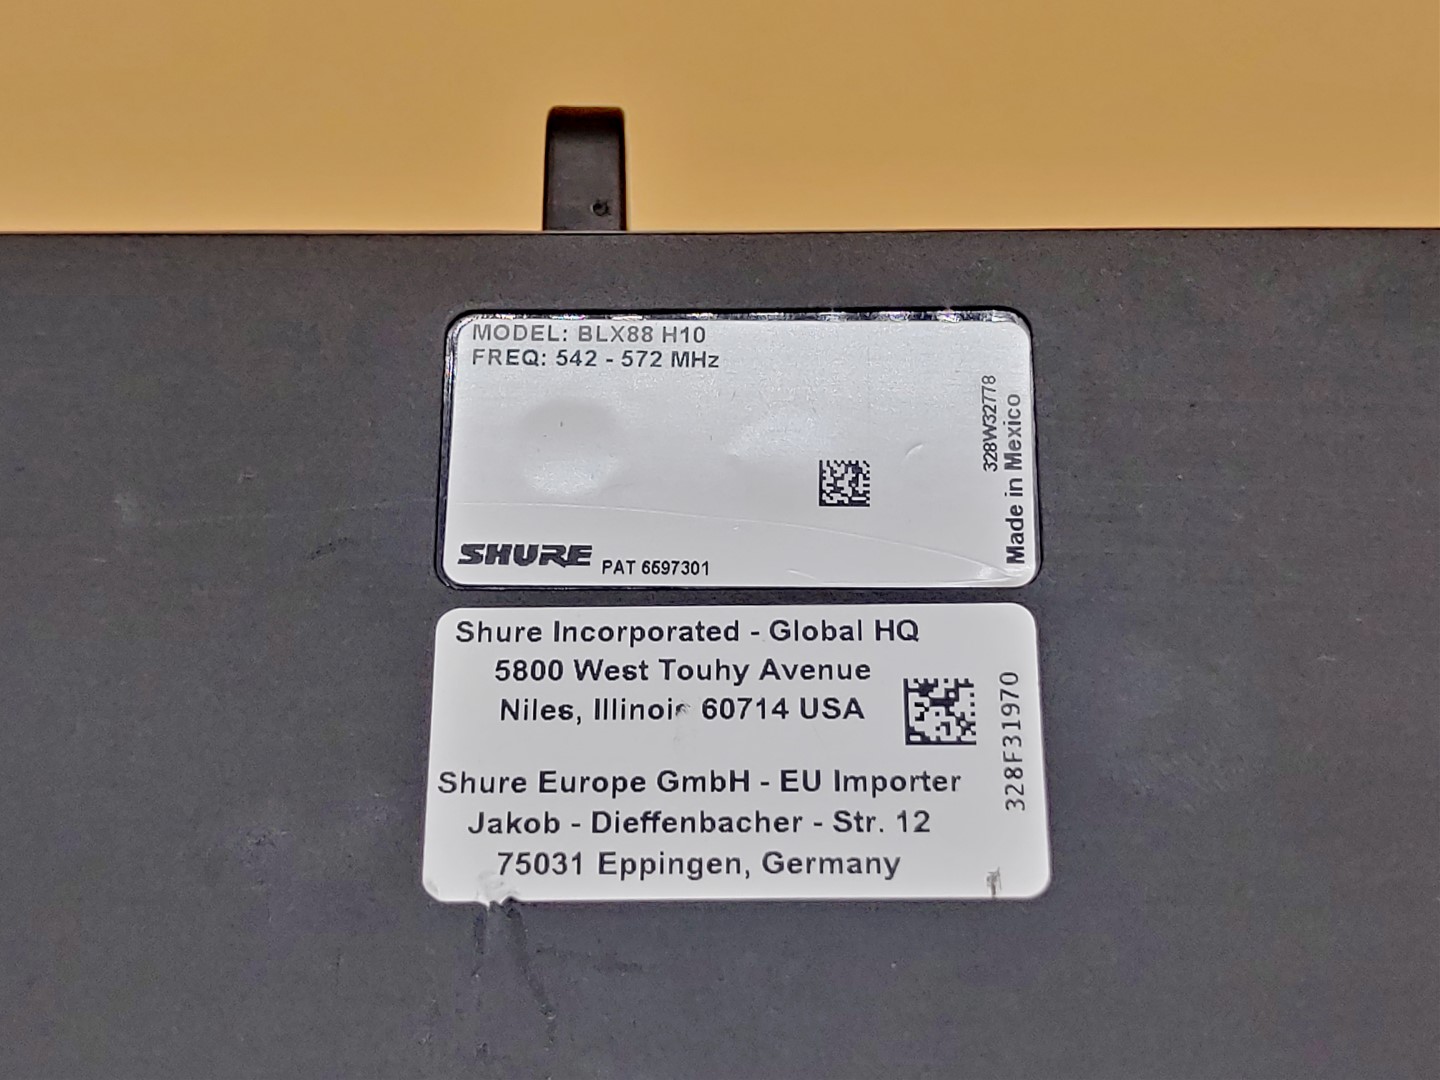 MODEL: BLX88 H10
FREQ: 542 - 572 MHz
328W32778
Made in Mexico
SHURE PAT 6597301
Shure Incorporated - Global HQ
5800 West Touhy Avenue
Niles, Illinois 60714 USA
328F31970
Shure Europe GmbH - EU Importer
Jakob - Dieffenbacher - Str. 12
75031 Eppingen, Germany